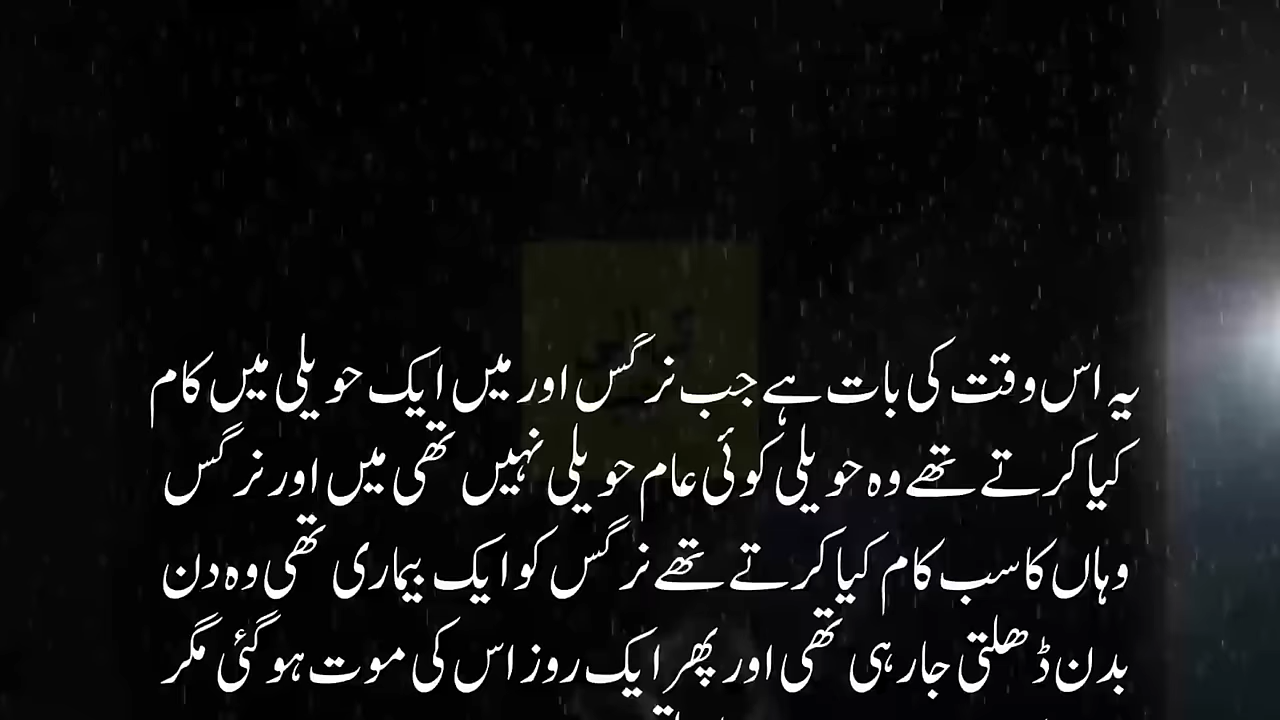 یہ اس وقت کی بات ہے جب نرگس اور میں ایک حویلی میں کام
کیا کرتے تھے وہ حویلی کوئی عام حویلی نہیں تھی میں اور نرگس
وہاں کا سب کام کیا کرتے تھے نرگس کو ایک بیماری تھی وہ دن
بدن ڈھلتی جارہی تھی اور پھر ایک روز اس کی موت ہو گئی مگر